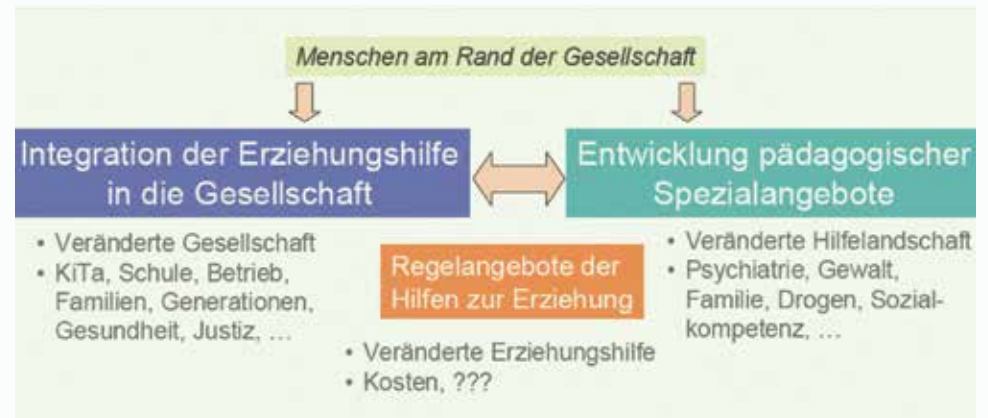 Menschen am Rand der Gesellschaft
Integration der Erziehungshilfe
in die Gesellschaft
• Veränderte Gesellschaft
• KiTa, Schule, Betrieb,
Familien, Generationen,
Gesundheit, Justiz, …
Regelangebote der
Hilfen zur Erziehung
• Veränderte Erziehungshilfe
• Kosten, ???
Entwicklung pädagogischer
Spezialangebote
• Veränderte Hilfelandschaft
• Psychiatrie, Gewalt,
Familie, Drogen, Sozial-
kompetenz, …